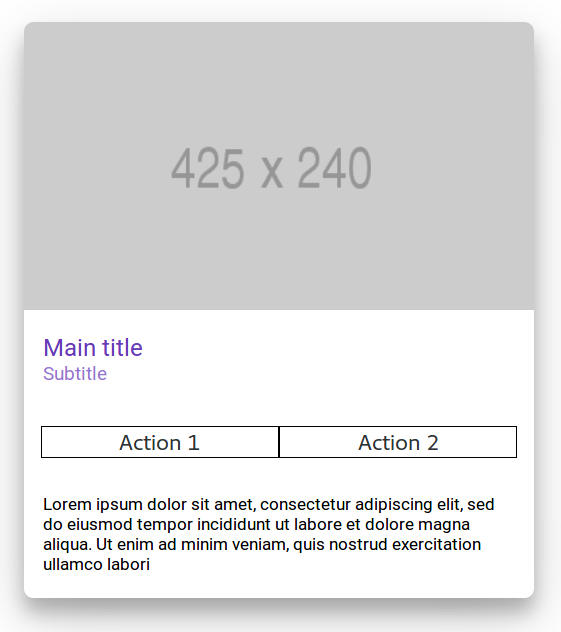 425 x 240
Main title
Subtitle
Action 1 Action 2
Lorem ipsum dolor sit amet, consectetur adipiscing elit, sed
do eiusmod tempor incididunt ut labore et dolore magna
aliqua. Ut enim ad minim veniam, quis nostrud exercitation
ullamco labori